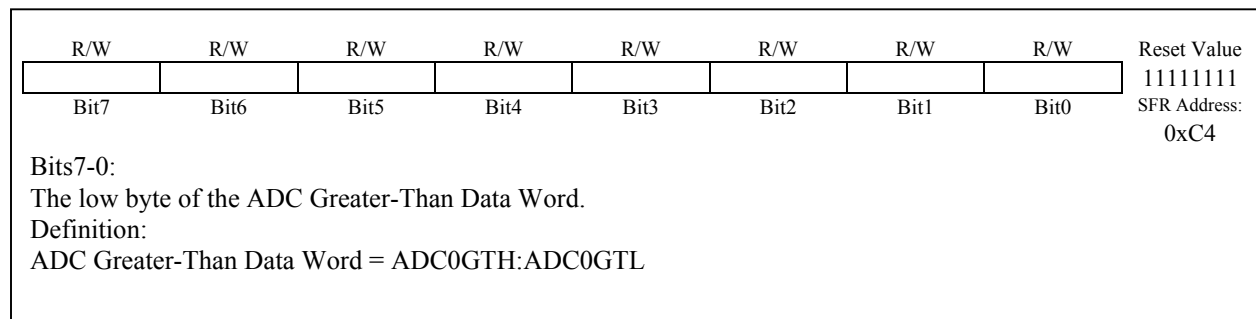 R/W R/W R/W R/W R/W R/W R/W R/W Reset Value
11111111
Bit7 Bit6 Bit5 Bit4 Bit3 Bit2 Bit1 Bit0 SFR Address:
0xC4
Bits7-0:
The low byte of the ADC Greater-Than Data Word.
Definition:
ADC Greater-Than Data Word = ADC0GTH:ADC0GTL